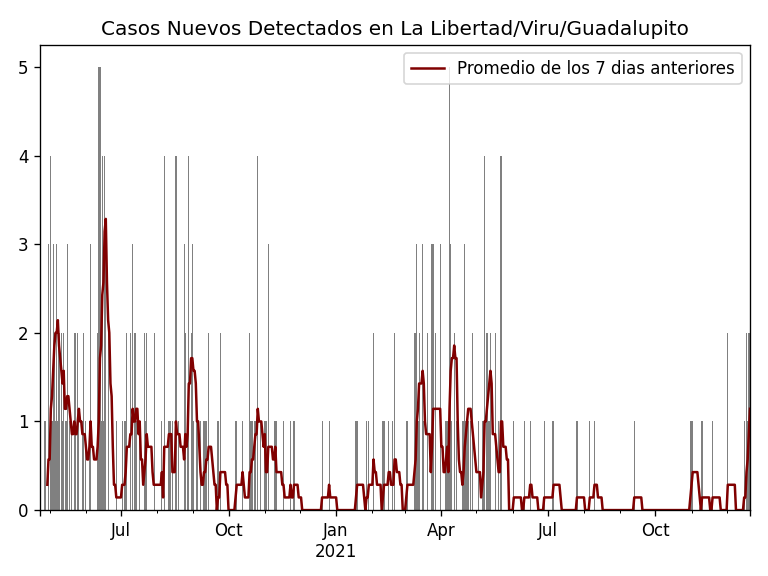 Casos Nuevos Detectados en La Libertad/Viru/Guadalupito
Promedio de los 7 dias anteriores
5
4
3
2
1
0
Jul Oct Jan Apr Jul Oct
2021